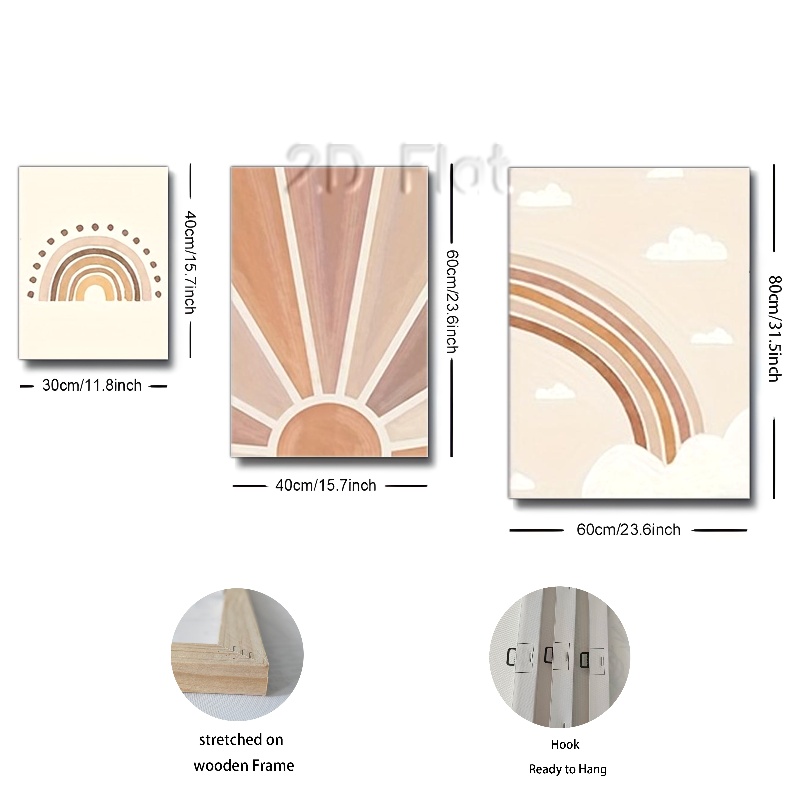 2D Flat
40cm/15.7inch
30cm/11.8inch
60cm/23.6inch
40cm/15.7inch
80cm/31.5inch
60cm/23.6inch
stretched on
wooden Frame
Hook
Ready to Hang